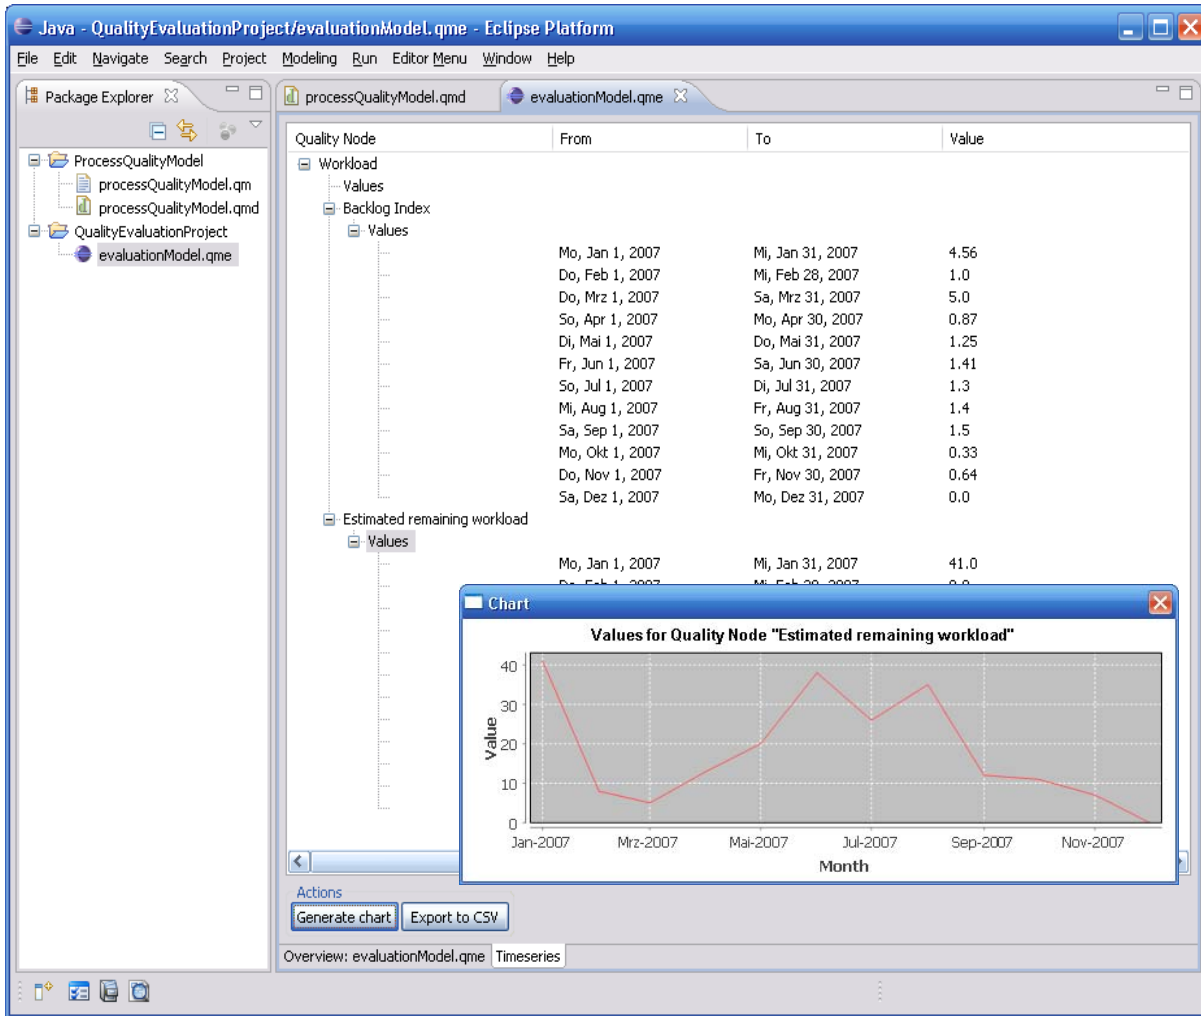 Java - QualityEvaluationProject/evaluationModel.qme - Eclipse Platform
File Edit Navigate Search Project Modeling Run Editor Menu Window Help
Package Explorer
ProcessQualityModel
processQualityModel.qm
processQualityModel.qmd
QualityEvaluationProject
evaluationModel.qme
processQualityModel.qmd evaluationModel.qme
Quality Node From To Value
Workload
Values
Backlog Index
Values
Mo, Jan 1, 2007 Mi, Jan 31, 2007 4.56
Do, Feb 1, 2007 Mi, Feb 28, 2007 1.0
Do, Mrz 1, 2007 Sa, Mrz 31, 2007 5.0
So, Apr 1, 2007 Mo, Apr 30, 2007 0.87
Di, Mai 1, 2007 Do, Mai 31, 2007 1.25
Fr, Jun 1, 2007 Sa, Jun 30, 2007 1.41
So, Jul 1, 2007 Di, Jul 31, 2007 1.3
Mi, Aug 1, 2007 Fr, Aug 31, 2007 1.4
Sa, Sep 1, 2007 So, Sep 30, 2007 1.5
Mo, Okt 1, 2007 Mi, Okt 31, 2007 0.33
Do, Nov 1, 2007 Fr, Nov 30, 2007 0.64
Sa, Dez 1, 2007 Mo, Dez 31, 2007 0.0
Estimated remaining workload
Values
Mo, Jan 1, 2007 Mi, Jan 31, 2007 41.0
Chart
Values for Quality Node "Estimated remaining workload"
Value
40
30
20
10
0
Jan-2007 Mrz-2007 Mai-2007 Jul-2007 Sep-2007 Nov-2007
Month
Actions
Generate chart Export to CSV
Overview: evaluationModel.qme Timeseries